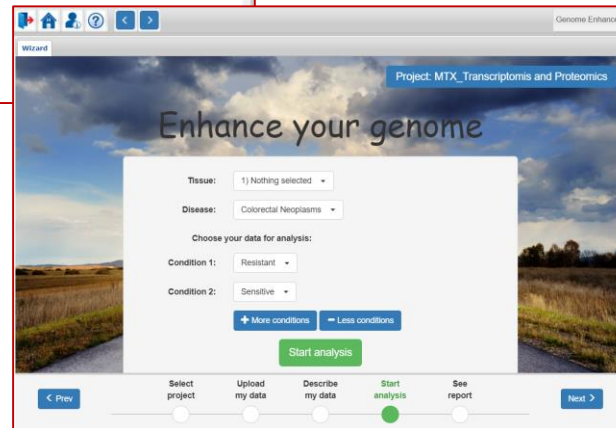 Genome Enhance
Wizard
Project: MTX_Transcriptomis and Proteomics
Enhance your genome
Tissue: 1) Nothing selected
Disease: Colorectal Neoplasms
Choose your data for analysis:
Condition 1: Resistant
Condition 2: Sensitive
+ More conditions − Less conditions
Start analysis
< Prev
Select project
Upload my data
Describe my data
Start analysis
See report
Next >